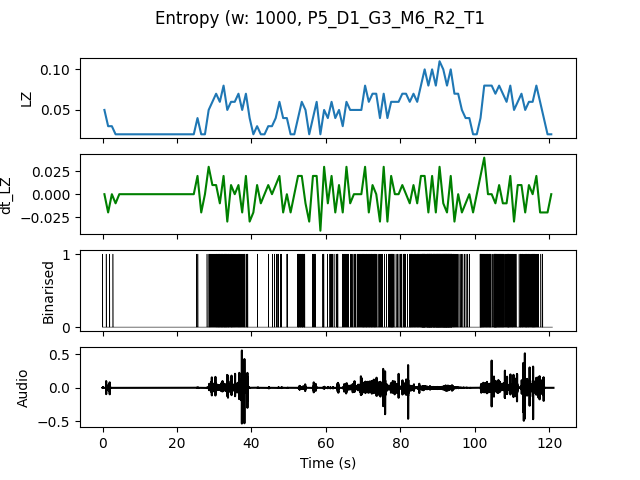 Entropy (w: 1000, P5_D1_G3_M6_R2_T1
LZ
0.10
0.05
dt_LZ
0.025
0.000
−0.025
Binarised
1
0
Audio
0.5
0.0
−0.5
0 20 40 60 80 100 120
Time (s)